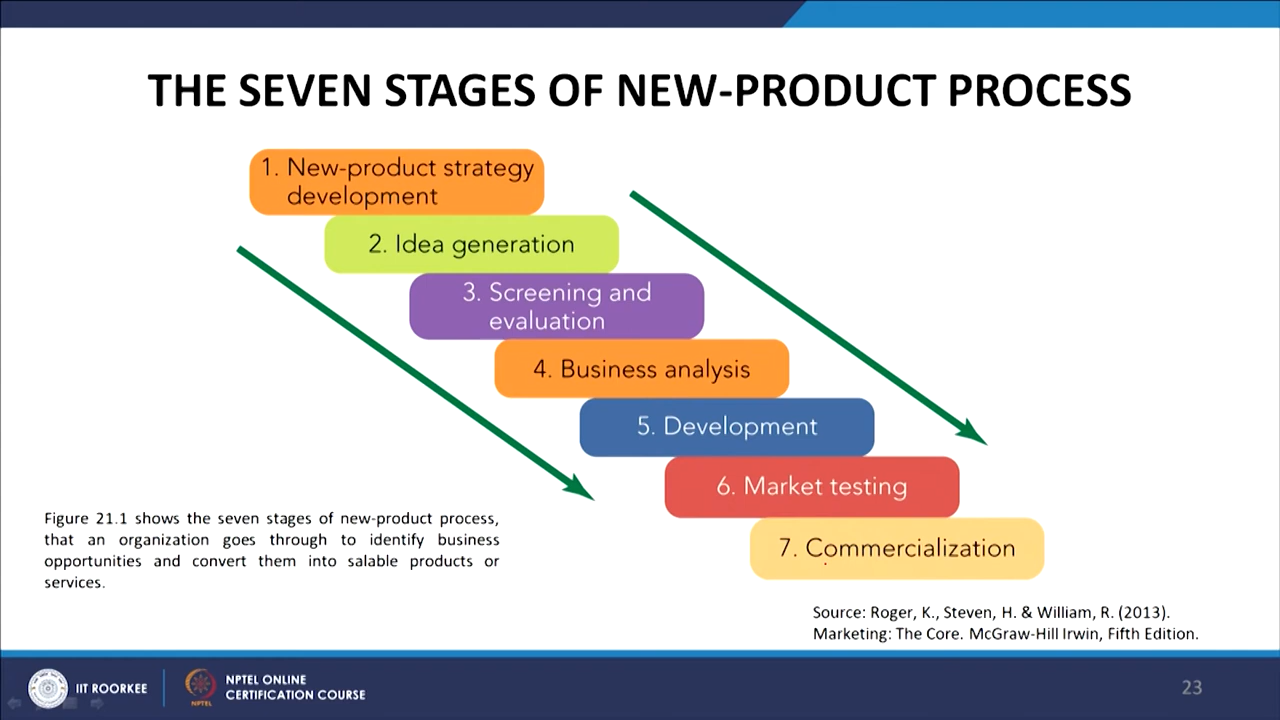 THE SEVEN STAGES OF NEW-PRODUCT PROCESS
1. New-product strategy
development
2. Idea generation
3. Screening and
evaluation
4. Business analysis
5. Development
6. Market testing
7. Commercialization
Figure 21.1 shows the seven stages of new-product process,
that an organization goes through to identify business
opportunities and convert them into salable products or
services.
Source: Roger, K., Steven, H. & William, R. (2013).
Marketing: The Core. McGraw-Hill Irwin, Fifth Edition.
IIT ROORKEE
NPTEL
NPTEL ONLINE
CERTIFICATION COURSE
23